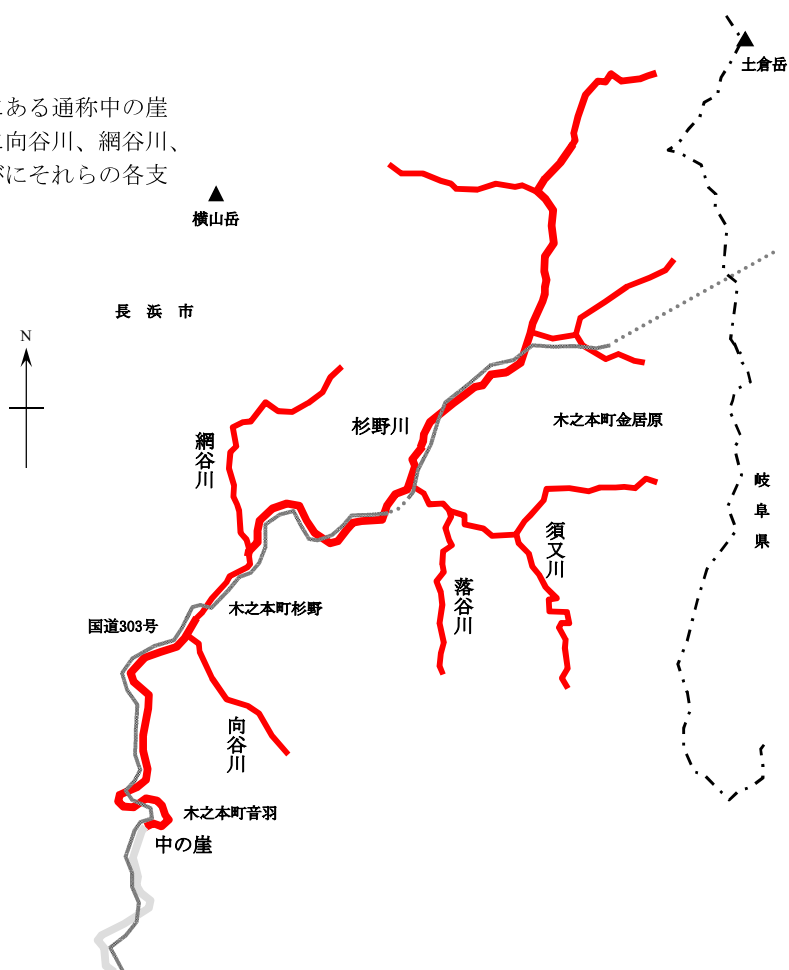 土倉岳
ある通称中の崖
向谷川、網谷川、
にそれらの各支
横山岳
長浜市
N
杉野川
木之本町金居原
網谷川
岐阜県
須又川
落谷川
木之本町杉野
国道303号
向谷川
木之本町音羽
中の崖